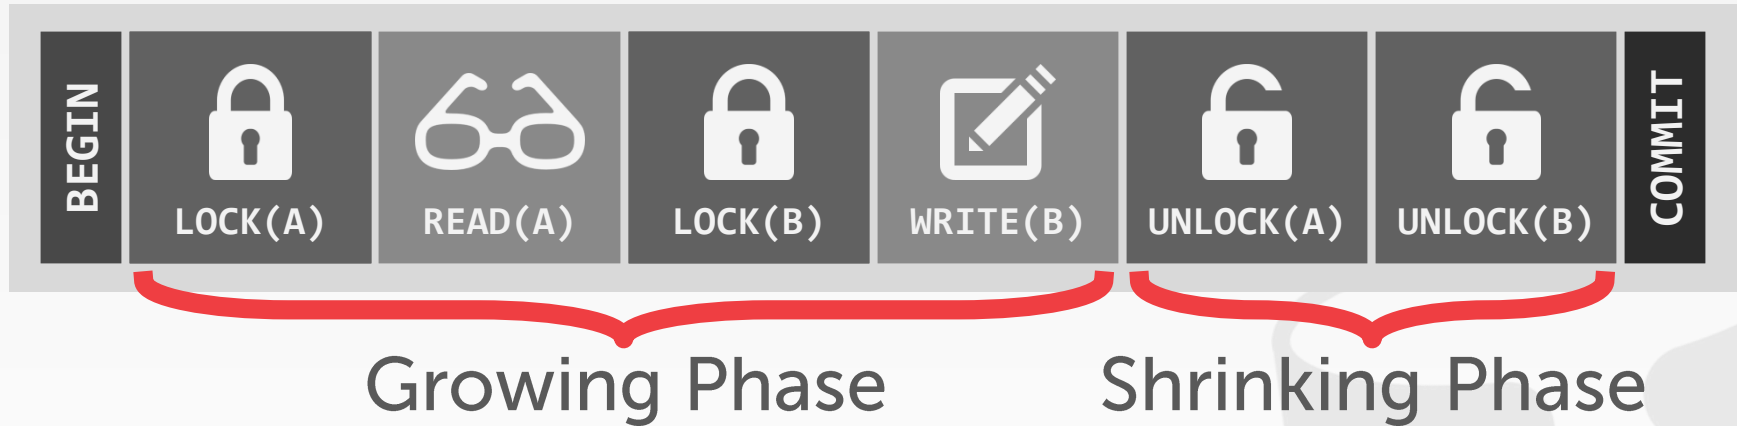 BEGIN
LOCK(A)
READ(A)
LOCK(B)
WRITE(B)
UNLOCK(A)
UNLOCK(B)
COMMIT
Growing Phase
Shrinking Phase